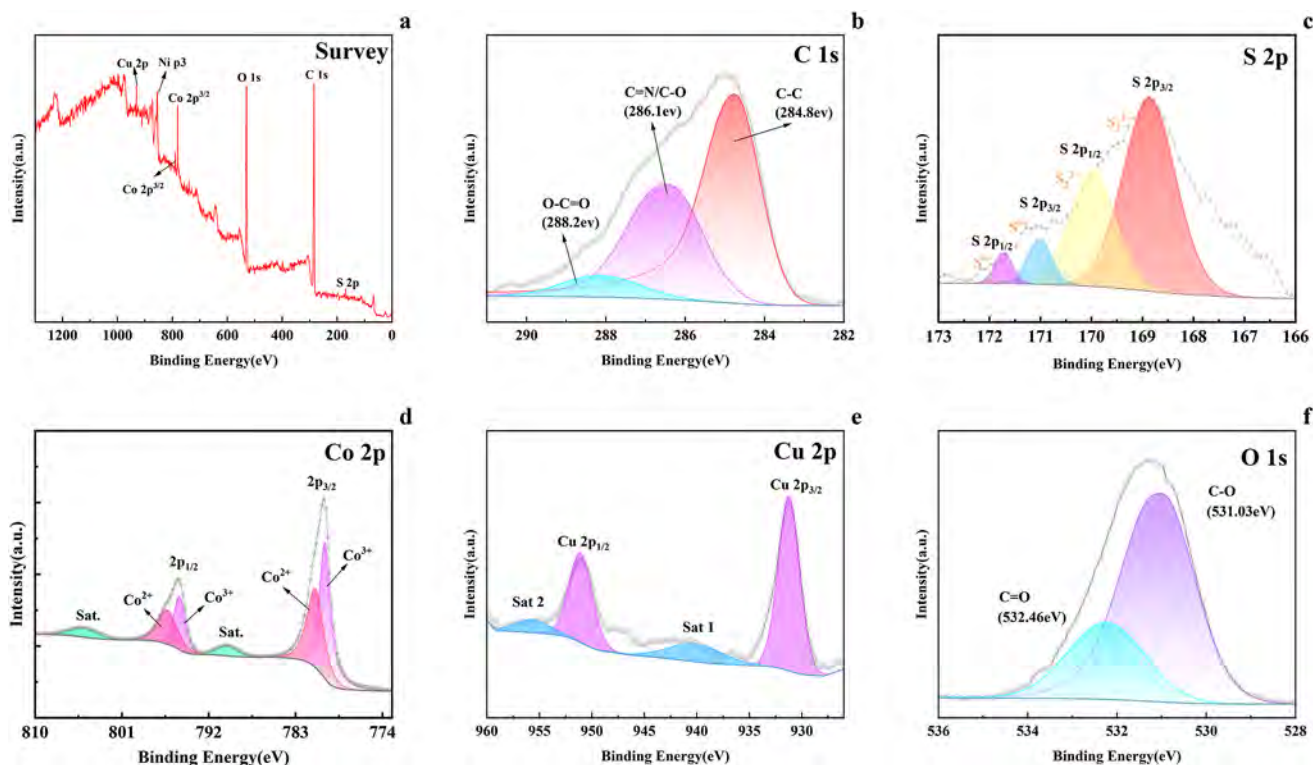 a
Survey
Cu 2p
Ni p3
Co 2p3/2
O 1s
C 1s
Co 2p3/2
S 2p
Intensity(a.u.)
1200 1000 800 600 400 200 0
Binding Energy(eV)
b
C 1s
C=N/C-O
(286.1ev)
C-C
(284.8ev)
O-C=O
(288.2ev)
Intensity(a.u.)
290 288 286 284 282
Binding Energy(eV)
c
S 2p
S 2p3/2
S 2p1/2
S 2p3/2
S 2p1/2
Intensity(a.u.)
173 172 171 170 169 168 167 166
Binding Energy(eV)
d
Co 2p
2p3/2
Co3+
Co2+
2p1/2
Co2+
Co3+
Sat.
Sat.
Intensity(a.u.)
810 801 792 783 774
Binding Energy(eV)
e
Cu 2p
Cu 2p3/2
Cu 2p1/2
Sat 2
Sat 1
Intensity(a.u.)
960 955 950 945 940 935 930
Binding Energy(eV)
f
O 1s
C-O
(531.03eV)
C=O
(532.46eV)
Intensity(a.u.)
536 534 532 530 528
Binding Energy(eV)